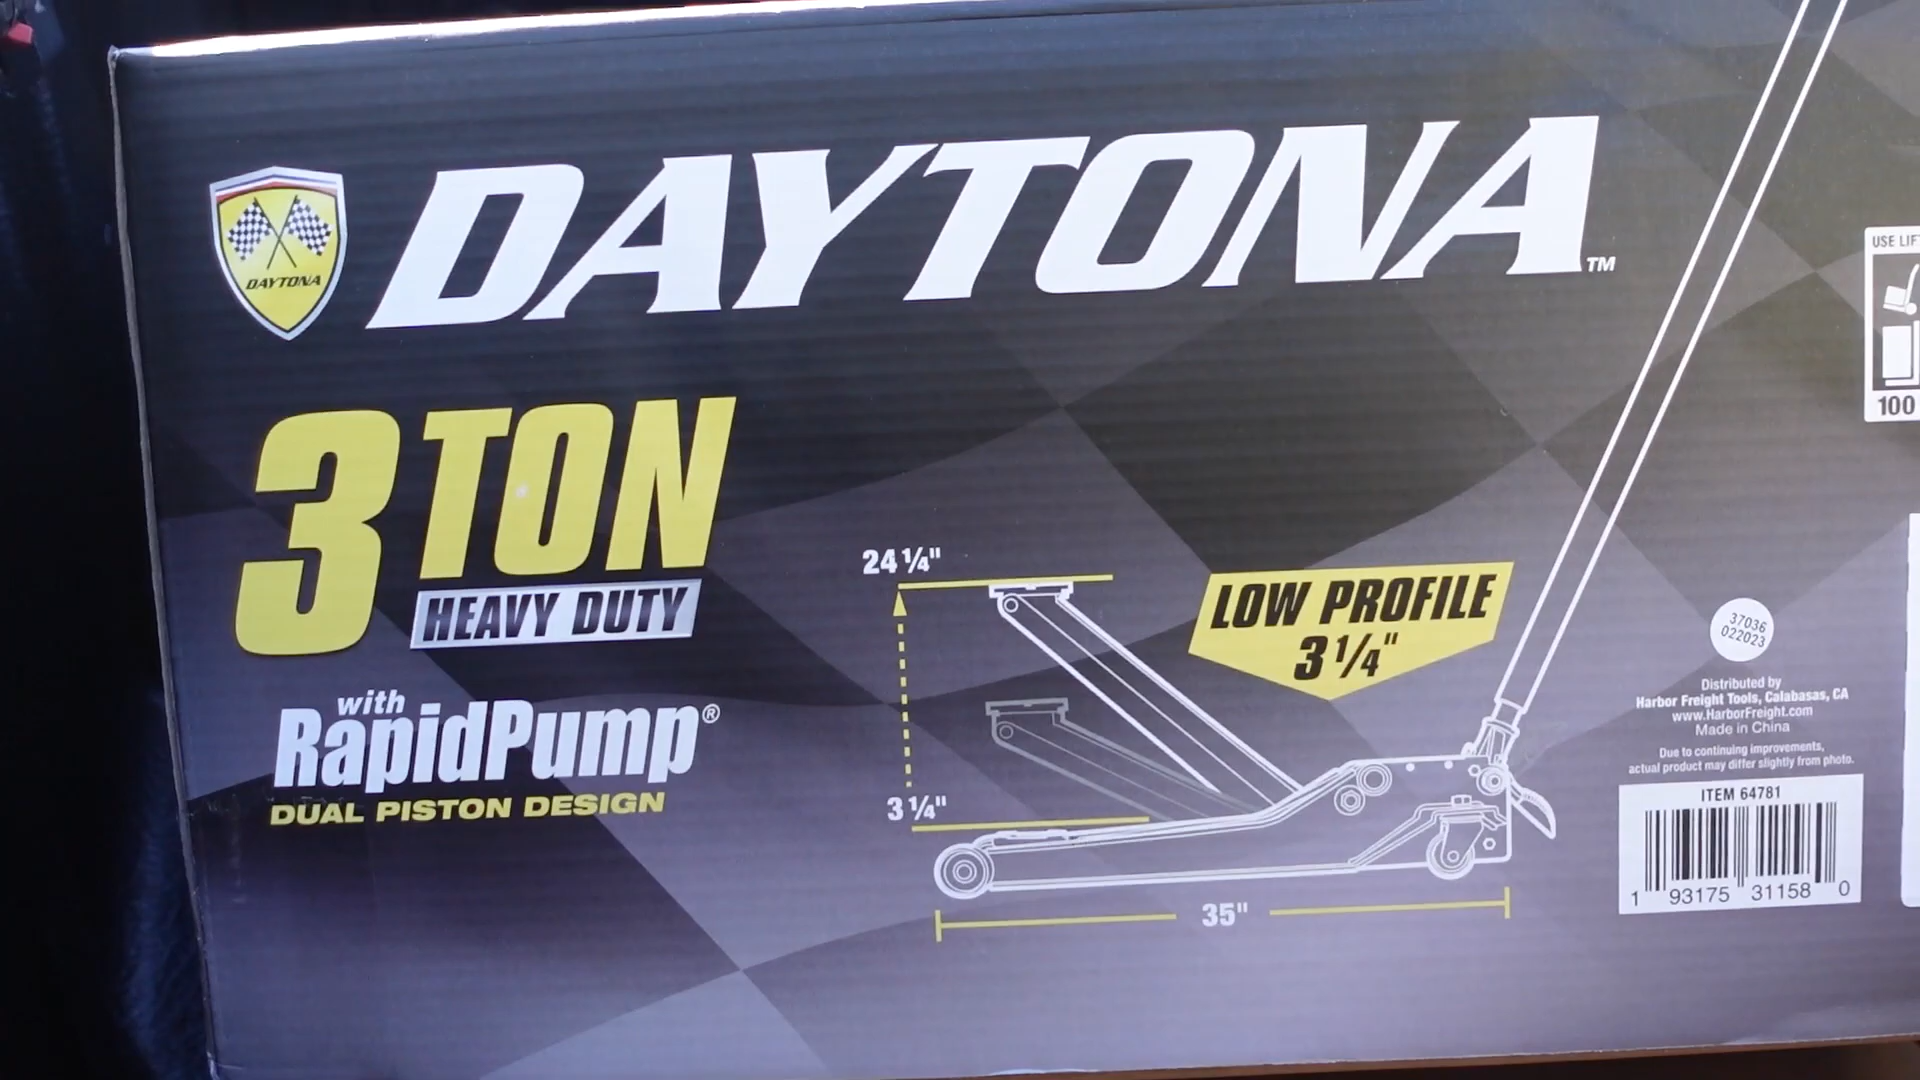 DAYTONA™
DAYTONA
3 TON
HEAVY DUTY
with
RapidPump®
DUAL PISTON DESIGN
24 ¼"
3 ¼"
35"
LOW PROFILE
3 1/4"
USE LIF
100
37036
022023
Distributed by
Harbor Freight Tools, Calabasas, CA
www.HarborFreight.com
Made in China
Due to continuing improvements,
actual product may differ slightly from photo.
ITEM 64781
1 93175 31158 0